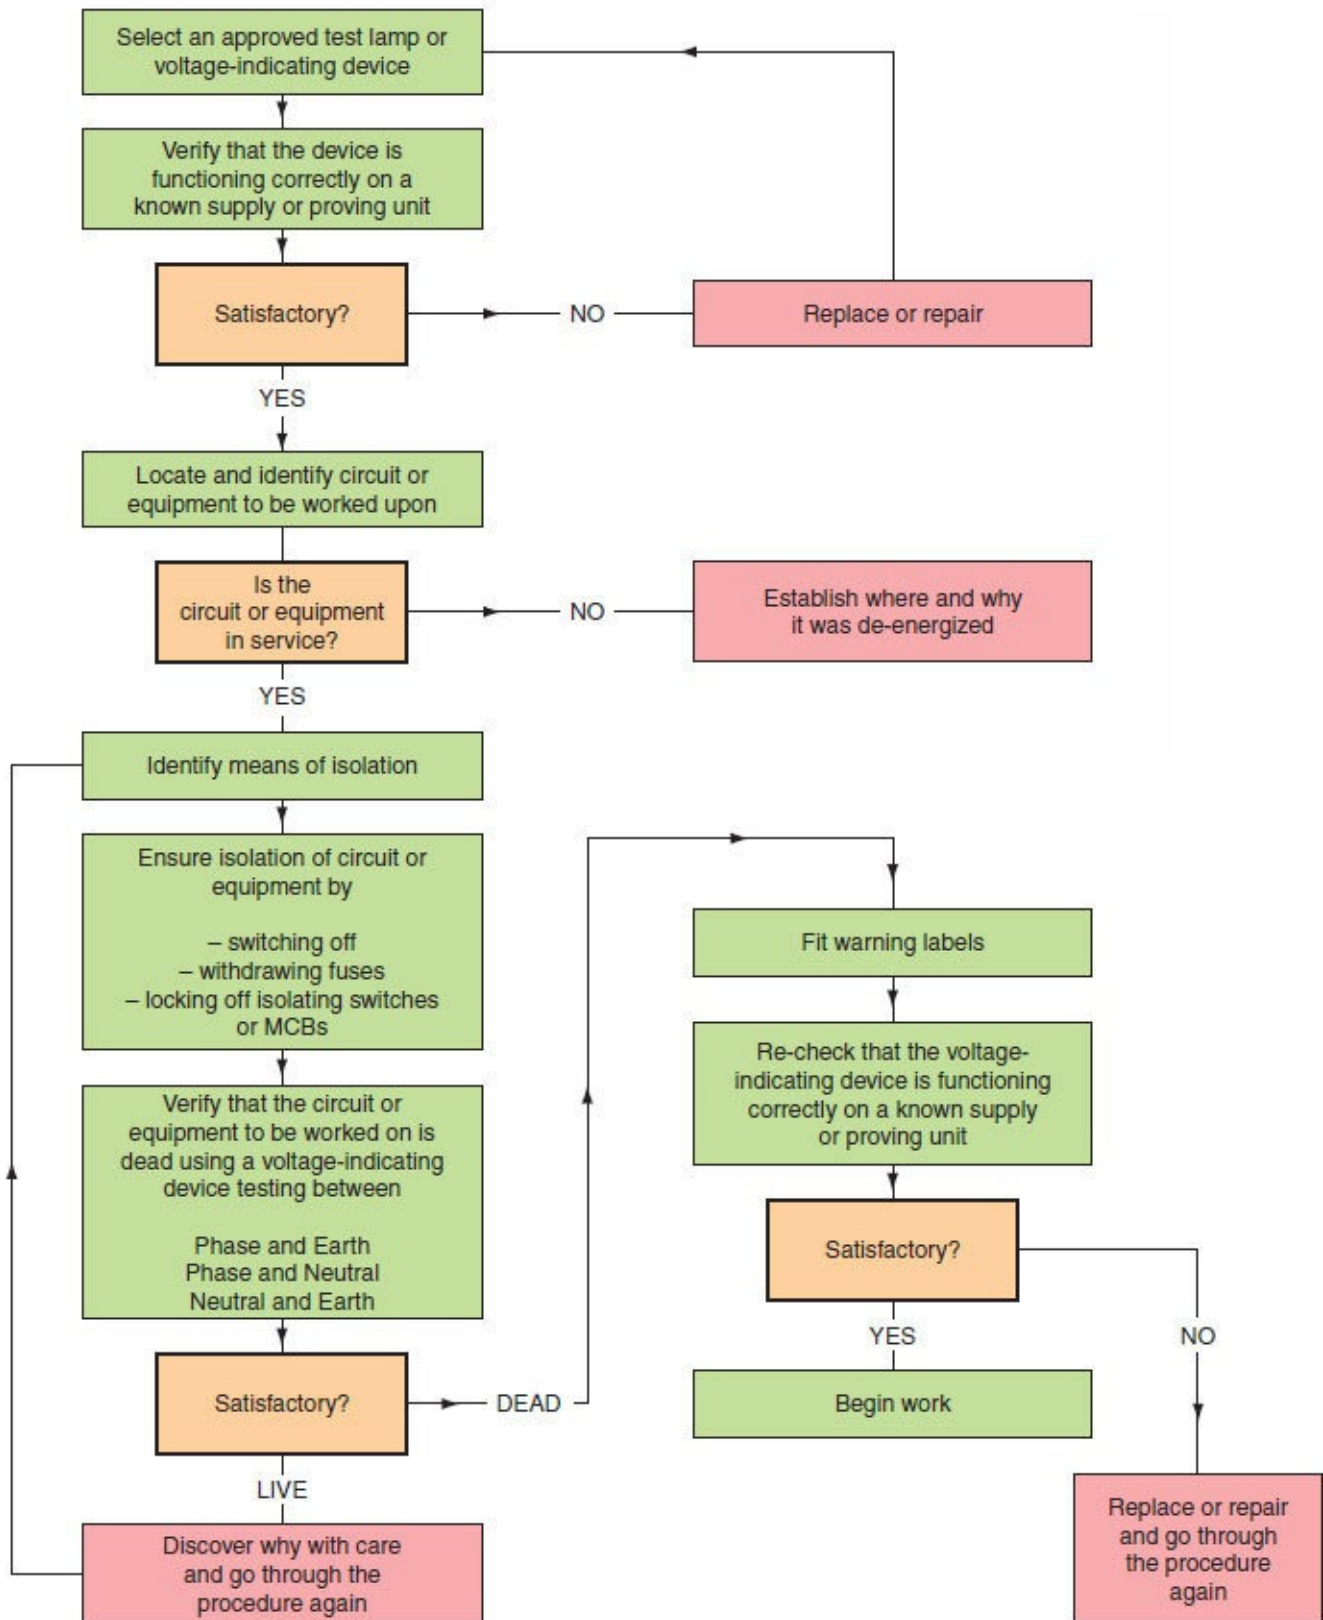 Select an approved test lamp or
voltage-indicating device
Verify that the device is
functioning correctly on a
known supply or proving unit
Satisfactory?
NO
Replace or repair
YES
Locate and identify circuit or
equipment to be worked upon
Is the
circuit or equipment
in service?
NO
Establish where and why
it was de-energized
YES
Identify means of isolation
Ensure isolation of circuit or
equipment by
– switching off
– withdrawing fuses
– locking off isolating switches
or MCBs
Verify that the circuit or
equipment to be worked on is
dead using a voltage-indicating
device testing between
Phase and Earth
Phase and Neutral
Neutral and Earth
Satisfactory?
DEAD
LIVE
Discover why with care
and go through the
procedure again
Fit warning labels
Re-check that the voltage-
indicating device is functioning
correctly on a known supply
or proving unit
Satisfactory?
YES
NO
Begin work
Replace or repair
and go through
the procedure
again